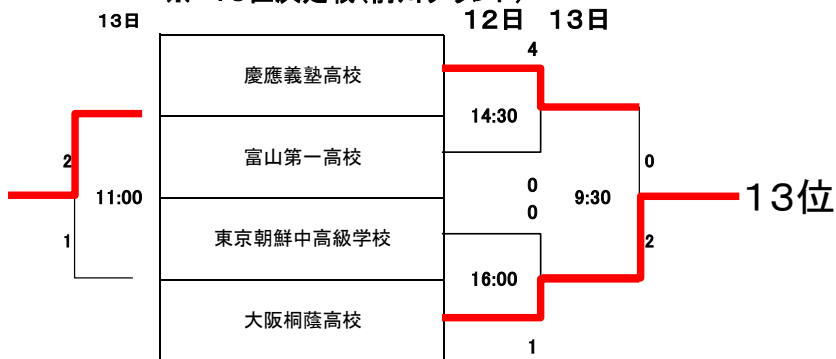 13日
12日 13日
4
慶應義塾高校
14:30
富山第一高校
2
0
11:00
0
9:30
13位
0
東京朝鮮中高級学校
1
2
16:00
大阪桐蔭高校
1